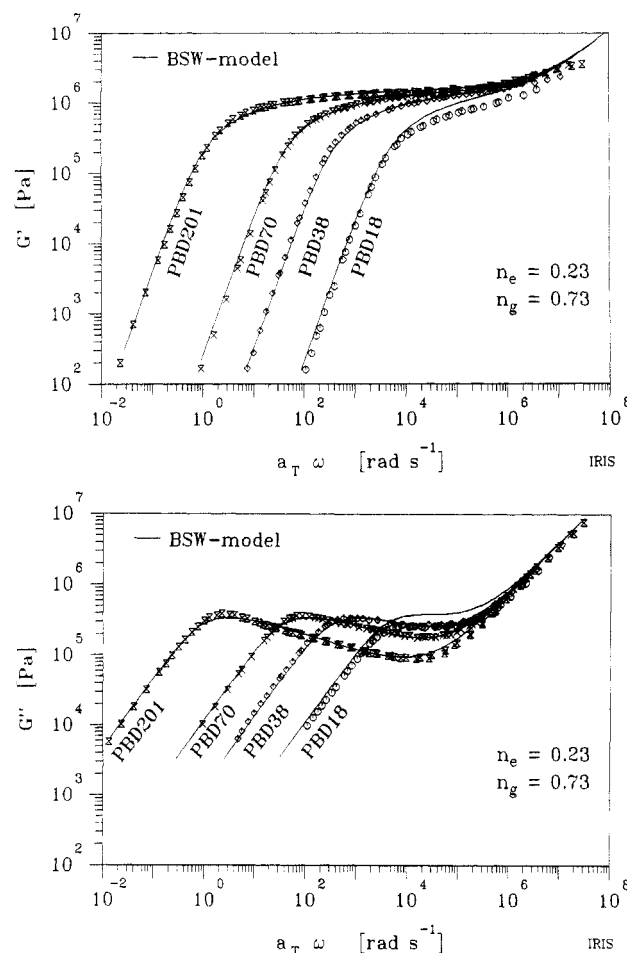 10^7
BSW-model
10^6
10^5
G' [Pa]
10^4
PBD201
PBD70
PBD38
PBD18
n_e = 0.23
n_g = 0.73
10^3
10^2
10^-2 10^0 10^2 10^4 10^6 10^8
a_T ω [rad s^-1]
IRIS
10^7
BSW-model
10^6
10^5
G'' [Pa]
10^4
PBD201
PBD70
PBD38
PBD18
n_e = 0.23
n_g = 0.73
10^3
10^2
10^-2 10^0 10^2 10^4 10^6 10^8
a_T ω [rad s^-1]
IRIS